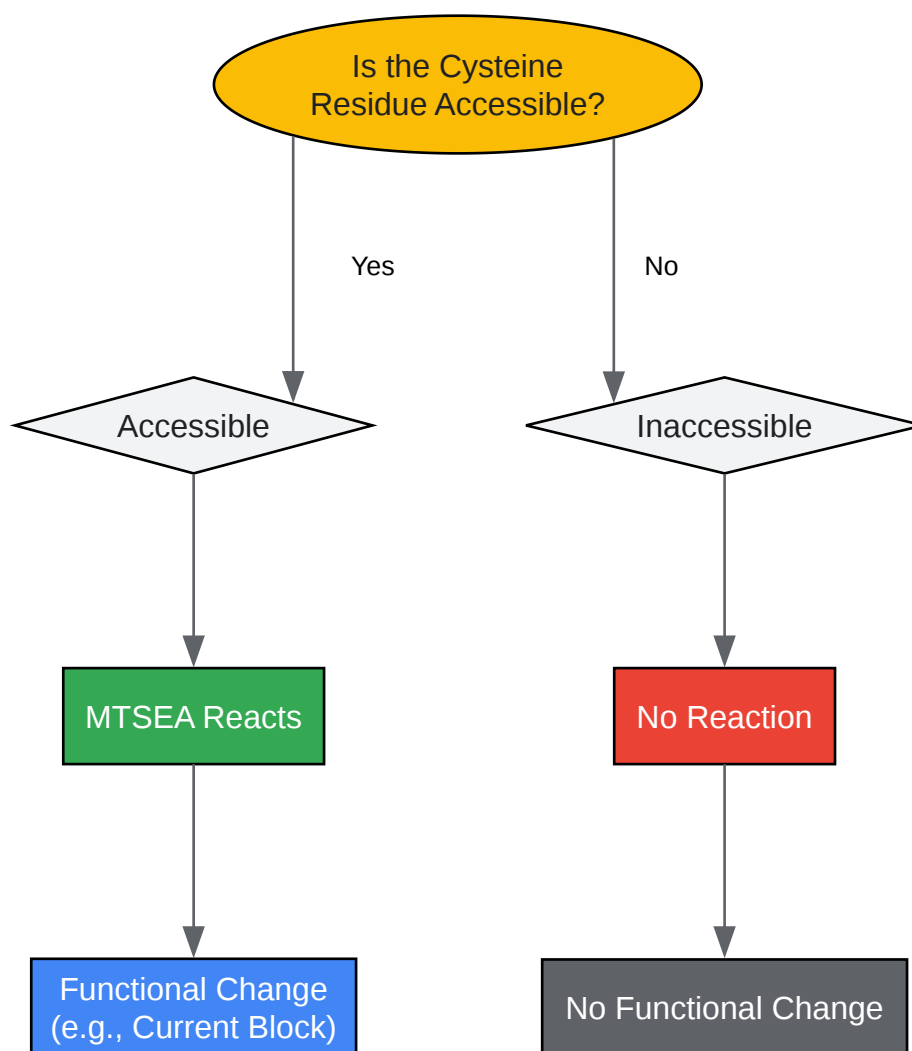 Is the Cysteine
Residue Accessible?
Yes
No
Accessible
Inaccessible
MTSEA Reacts
No Reaction
Functional Change
(e.g., Current Block)
No Functional Change